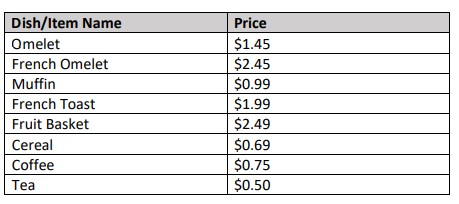 Dish/Item Name Price
Omelet $1.45
French Omelet $2.45
Muffin $0.99
French Toast $1.99
Fruit Basket $2.49
Cereal $0.69
Coffee $0.75
Tea $0.50